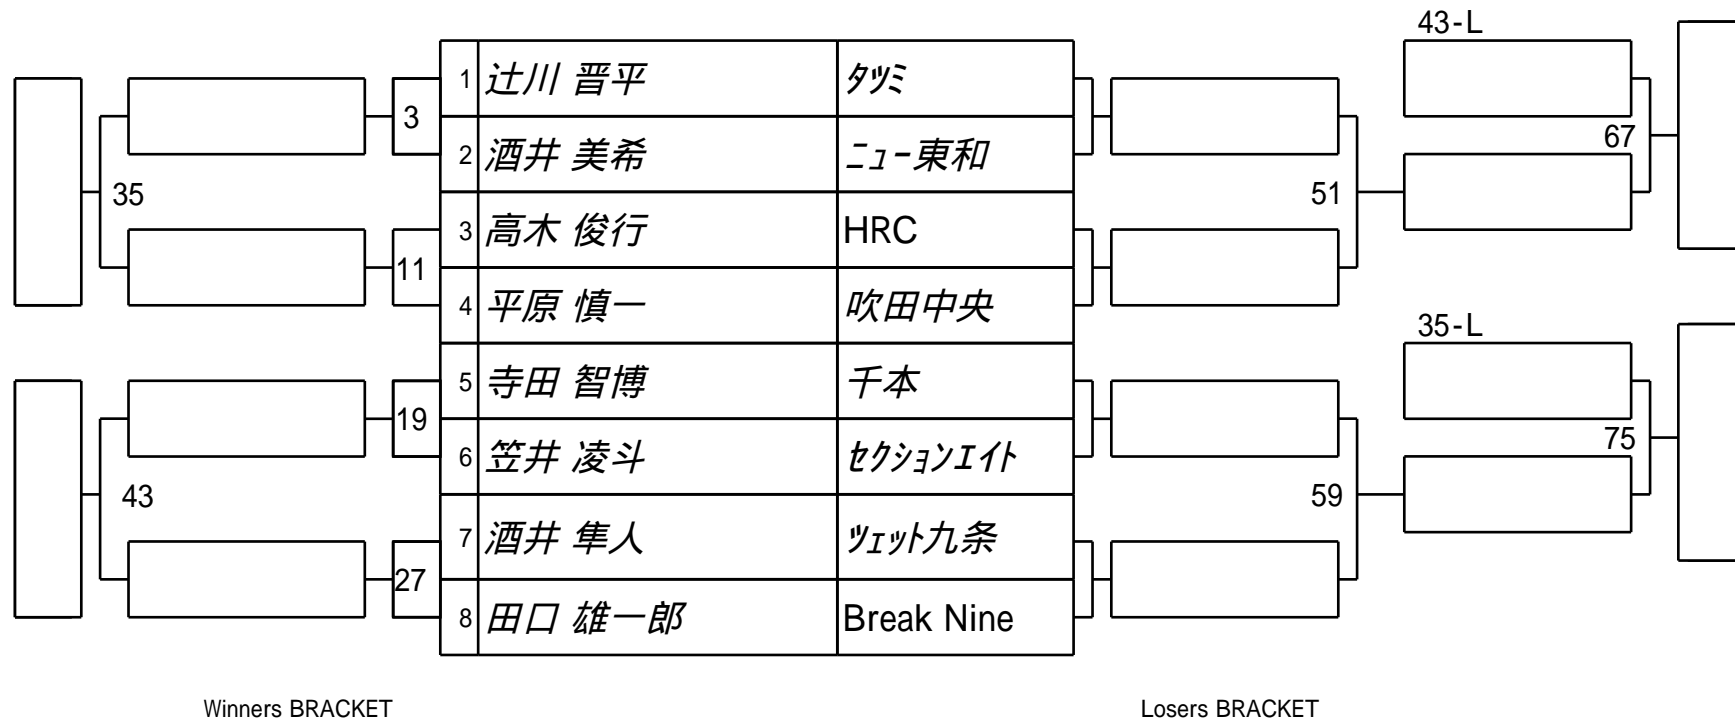 43-L
1 辻川 晋平 タツミ
3
2 酒井 美希 ニュー東和
67
35
51
3 高木 俊行 HRC
11
4 平原 慎一 吹田中央
35-L
5 寺田 智博 千本
19
75
6 笠井 凌斗 セクションエイト
43
59
7 酒井 隼人 ツェット九条
27
8 田口 雄一郎 Break Nine
Winners BRACKET Losers BRACKET